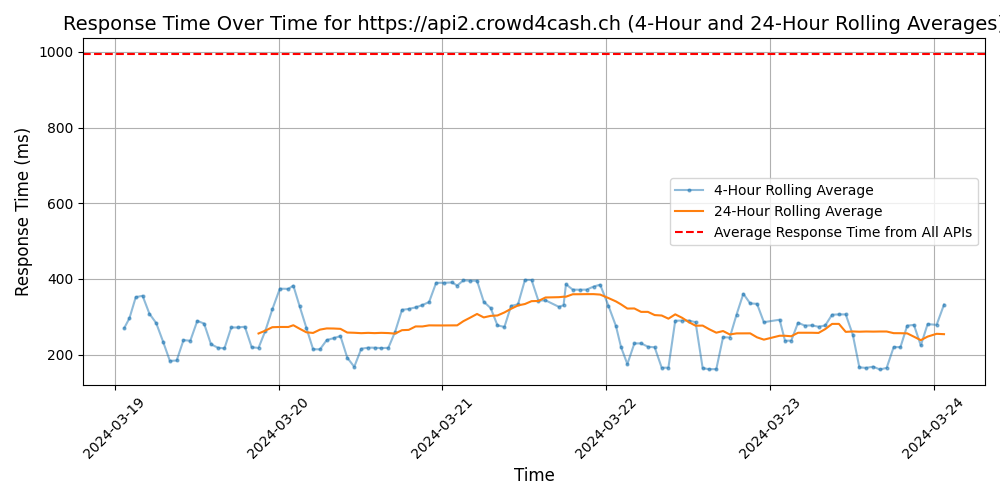 Response Time Over Time for https://api2.crowd4cash.ch (4-Hour and 24-Hour Rolling Averages)
Response Time (ms)
1000
800
600
400
200
4-Hour Rolling Average
24-Hour Rolling Average
Average Response Time from All APIs
2024-03-19
2024-03-20
2024-03-21
2024-03-22
2024-03-23
2024-03-24
Time